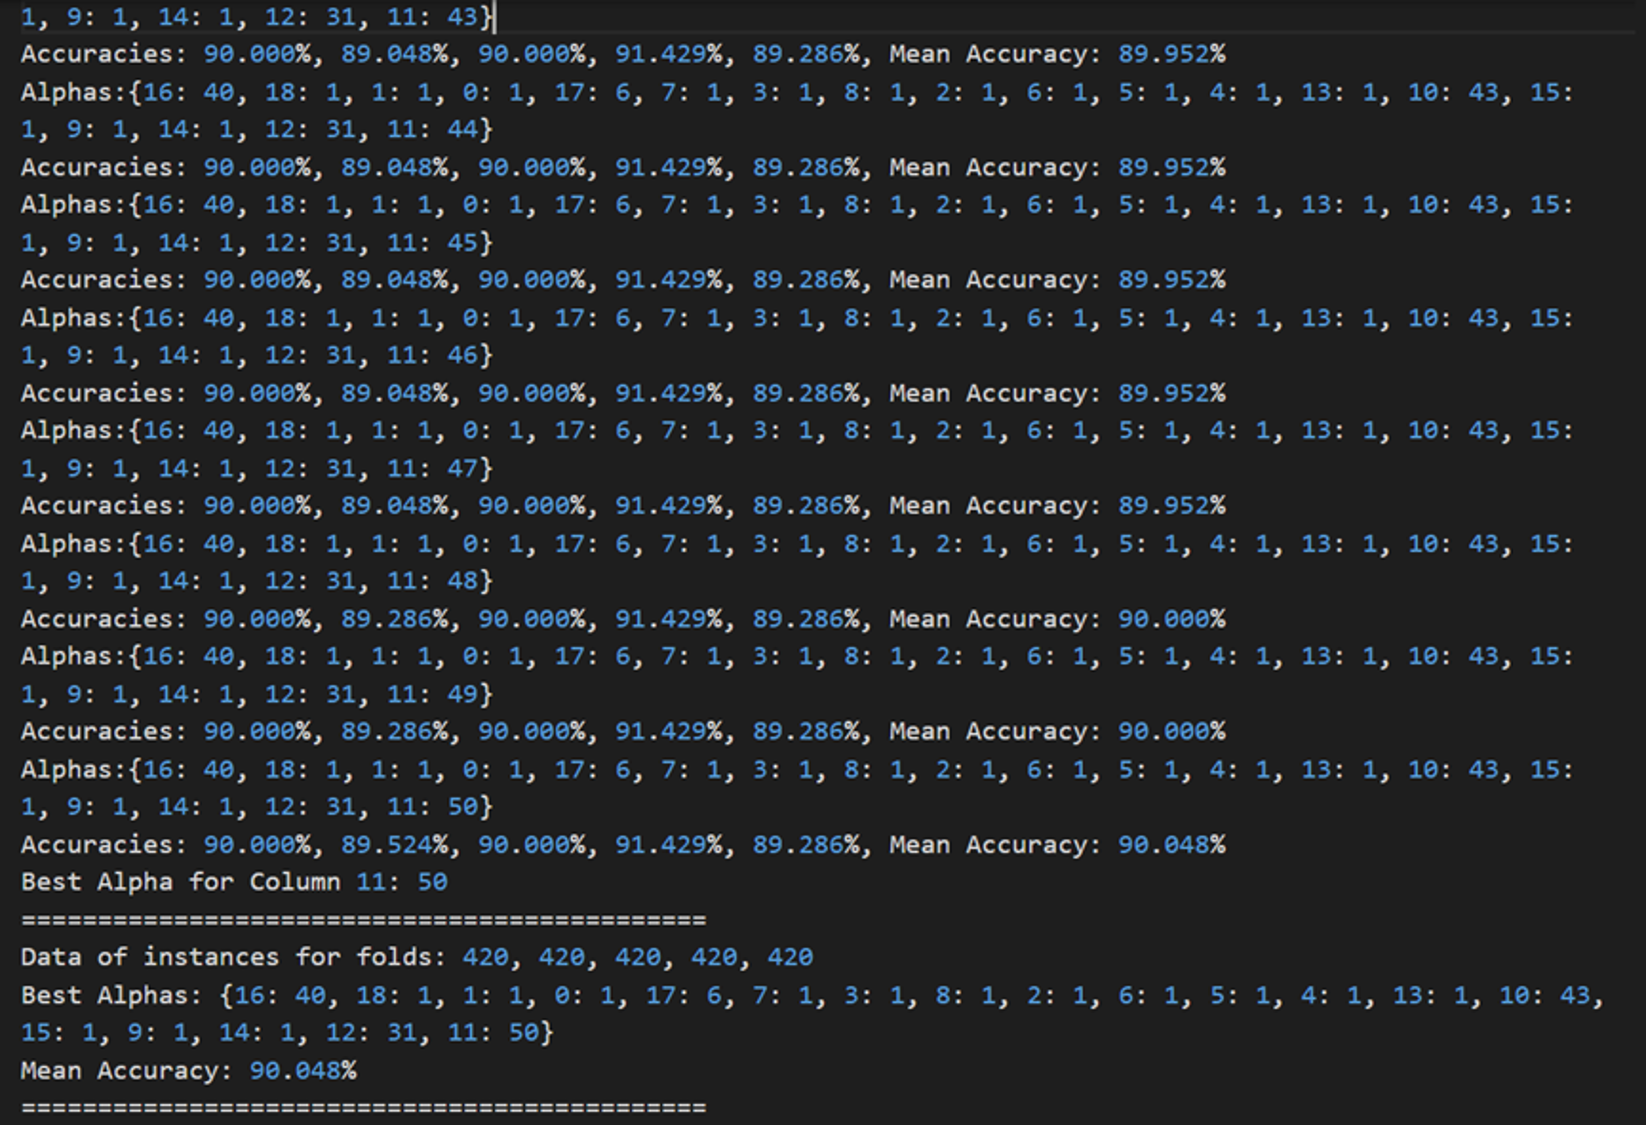 1, 9: 1, 14: 1, 12: 31, 11: 43}
Accuracies: 90.000%, 89.048%, 90.000%, 91.429%, 89.286%, Mean Accuracy: 89.952%
Alphas:{16: 40, 18: 1, 1: 1, 0: 1, 17: 6, 7: 1, 3: 1, 8: 1, 2: 1, 6: 1, 5: 1, 4: 1, 13: 1, 10: 43, 15:
1, 9: 1, 14: 1, 12: 31, 11: 44}
Accuracies: 90.000%, 89.048%, 90.000%, 91.429%, 89.286%, Mean Accuracy: 89.952%
Alphas:{16: 40, 18: 1, 1: 1, 0: 1, 17: 6, 7: 1, 3: 1, 8: 1, 2: 1, 6: 1, 5: 1, 4: 1, 13: 1, 10: 43, 15:
1, 9: 1, 14: 1, 12: 31, 11: 45}
Accuracies: 90.000%, 89.048%, 90.000%, 91.429%, 89.286%, Mean Accuracy: 89.952%
Alphas:{16: 40, 18: 1, 1: 1, 0: 1, 17: 6, 7: 1, 3: 1, 8: 1, 2: 1, 6: 1, 5: 1, 4: 1, 13: 1, 10: 43, 15:
1, 9: 1, 14: 1, 12: 31, 11: 46}
Accuracies: 90.000%, 89.048%, 90.000%, 91.429%, 89.286%, Mean Accuracy: 89.952%
Alphas:{16: 40, 18: 1, 1: 1, 0: 1, 17: 6, 7: 1, 3: 1, 8: 1, 2: 1, 6: 1, 5: 1, 4: 1, 13: 1, 10: 43, 15:
1, 9: 1, 14: 1, 12: 31, 11: 47}
Accuracies: 90.000%, 89.048%, 90.000%, 91.429%, 89.286%, Mean Accuracy: 89.952%
Alphas:{16: 40, 18: 1, 1: 1, 0: 1, 17: 6, 7: 1, 3: 1, 8: 1, 2: 1, 6: 1, 5: 1, 4: 1, 13: 1, 10: 43, 15:
1, 9: 1, 14: 1, 12: 31, 11: 48}
Accuracies: 90.000%, 89.286%, 90.000%, 91.429%, 89.286%, Mean Accuracy: 90.000%
Alphas:{16: 40, 18: 1, 1: 1, 0: 1, 17: 6, 7: 1, 3: 1, 8: 1, 2: 1, 6: 1, 5: 1, 4: 1, 13: 1, 10: 43, 15:
1, 9: 1, 14: 1, 12: 31, 11: 49}
Accuracies: 90.000%, 89.286%, 90.000%, 91.429%, 89.286%, Mean Accuracy: 90.000%
Alphas:{16: 40, 18: 1, 1: 1, 0: 1, 17: 6, 7: 1, 3: 1, 8: 1, 2: 1, 6: 1, 5: 1, 4: 1, 13: 1, 10: 43, 15:
1, 9: 1, 14: 1, 12: 31, 11: 50}
Accuracies: 90.000%, 89.524%, 90.000%, 91.429%, 89.286%, Mean Accuracy: 90.048%
Best Alpha for Column 11: 50
=============================================
Data of instances for folds: 420, 420, 420, 420, 420
Best Alphas: {16: 40, 18: 1, 1: 1, 0: 1, 17: 6, 7: 1, 3: 1, 8: 1, 2: 1, 6: 1, 5: 1, 4: 1, 13: 1, 10: 43,
15: 1, 9: 1, 14: 1, 12: 31, 11: 50}
Mean Accuracy: 90.048%
=============================================